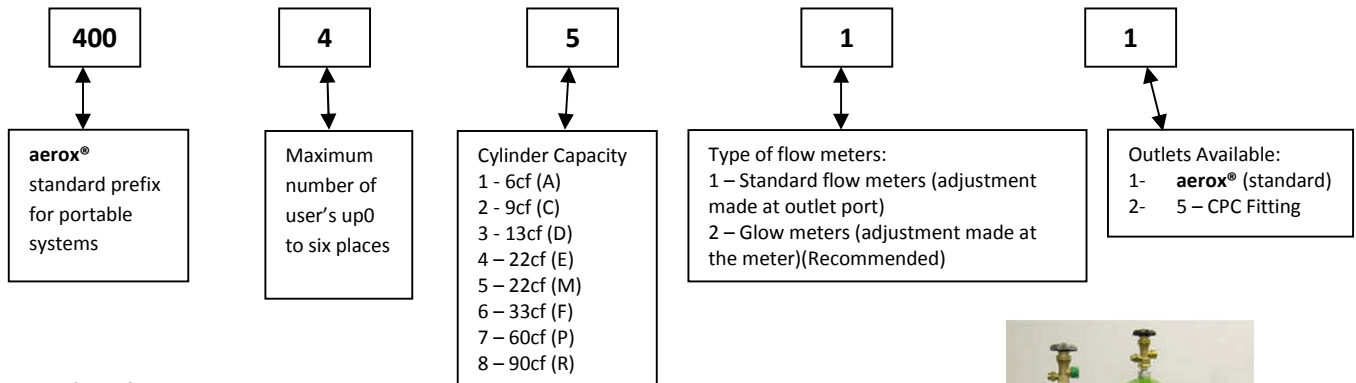 400
4
5
1
1
aerox®
standard prefix
for portable
systems
Maximum
number of
user’s up0
to six places
Cylinder Capacity
1 - 6cf (A)
2 - 9cf (C)
3 - 13cf (D)
4 – 22cf (E)
5 – 22cf (M)
6 – 33cf (F)
7 – 60cf (P)
8 – 90cf (R)
Type of flow meters:
1 – Standard flow meters (adjustment
made at outlet port)
2 – Glow meters (adjustment made at
the meter)(Recommended)
Outlets Available:
1- aerox® (standard)
2- 5 – CPC Fitting